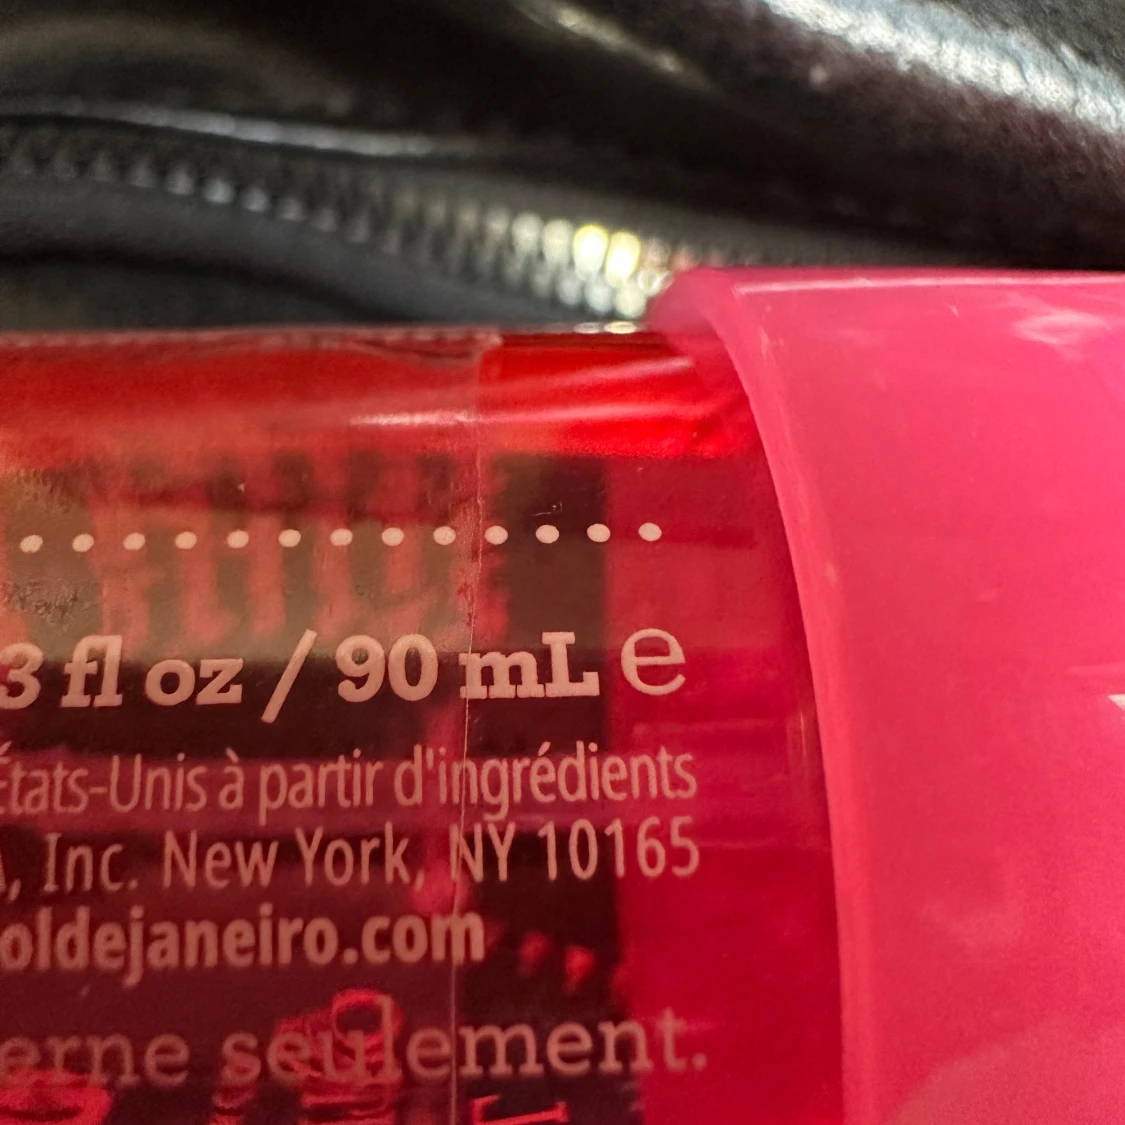 3 fl oz / 90 mL e
États-Unis à partir d'ingrédients
A, Inc. New York, NY 10165
oldejaneiro.com
erne seulement.